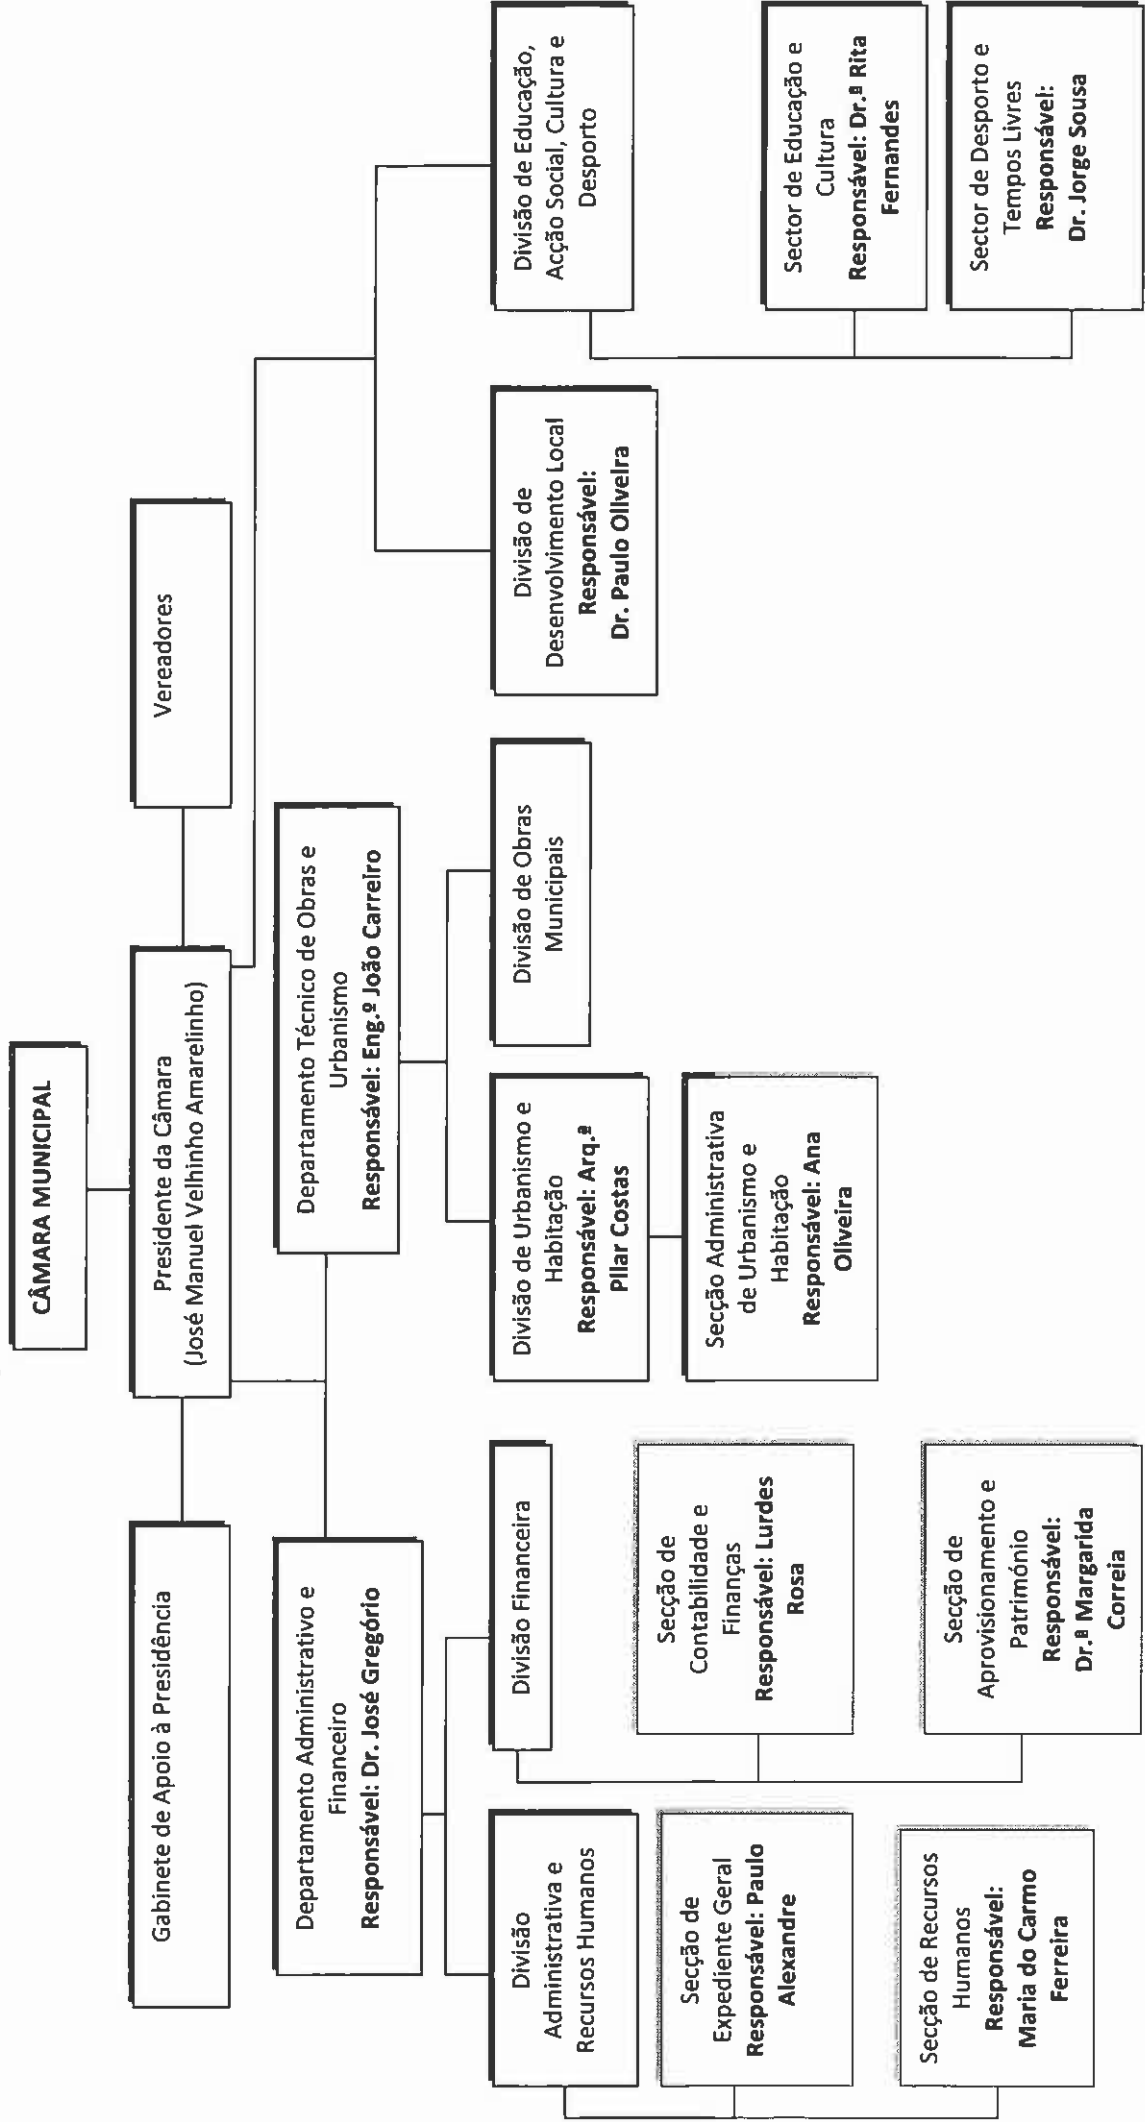 CÂMARA MUNICIPAL
Gabinete de Apoio à Presidência
Presidente da Câmara
(José Manuel Velhinho Amarelinho)
Vereadores
Departamento Administrativo e
Financeiro
Responsável: Dr. José Gregório
Departamento Técnico de Obras e
Urbanismo
Responsável: Eng.º João Carreiro
Divisão
Administrativa e
Recursos Humanos
Divisão Financeira
Divisão de Urbanismo e
Habitação
Responsável: Arq.ª
Pilar Costas
Divisão de Obras
Municipais
Divisão de
Desenvolvimento Local
Responsável:
Dr. Paulo Oliveira
Divisão de Educação,
Acção Social, Cultura e
Desporto
Secção de
Expediente Geral
Responsável: Paulo
Alexandre
Secção de
Contabilidade e
Finanças
Responsável: Lurdes
Rosa
Secção Administrativa
de Urbanismo e
Habitação
Responsável: Ana
Oliveira
Sector de Educação e
Cultura
Responsável: Dr.ª Rita
Fernandes
Secção de Recursos
Humanos
Responsável:
Maria do Carmo
Ferreira
Secção de
Aprovisionamento e
Património
Responsável:
Dr.ª Margarida
Correia
Sector de Desporto e
Tempos Livres
Responsável:
Dr. Jorge Sousa